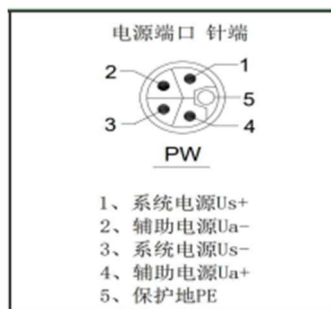 电源端口 针端
2
1
5
3
4
PW
1、系统电源Us+
2、辅助电源Ua-
3、系统电源Us-
4、辅助电源Ua+
5、保护地PE